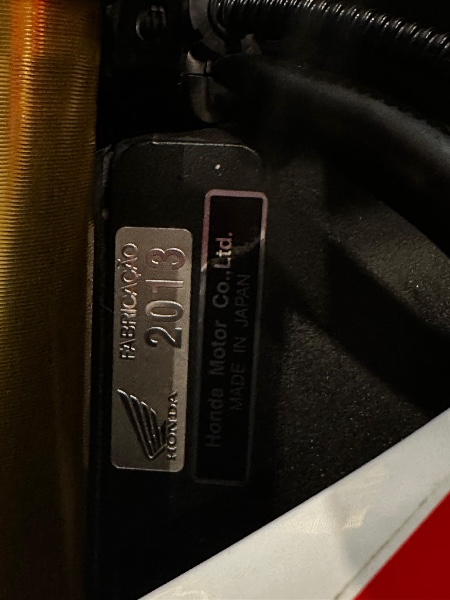 FABRICAÇÃO
2013
HONDA
Honda Motor Co.,Ltd.
MADE IN JAPAN